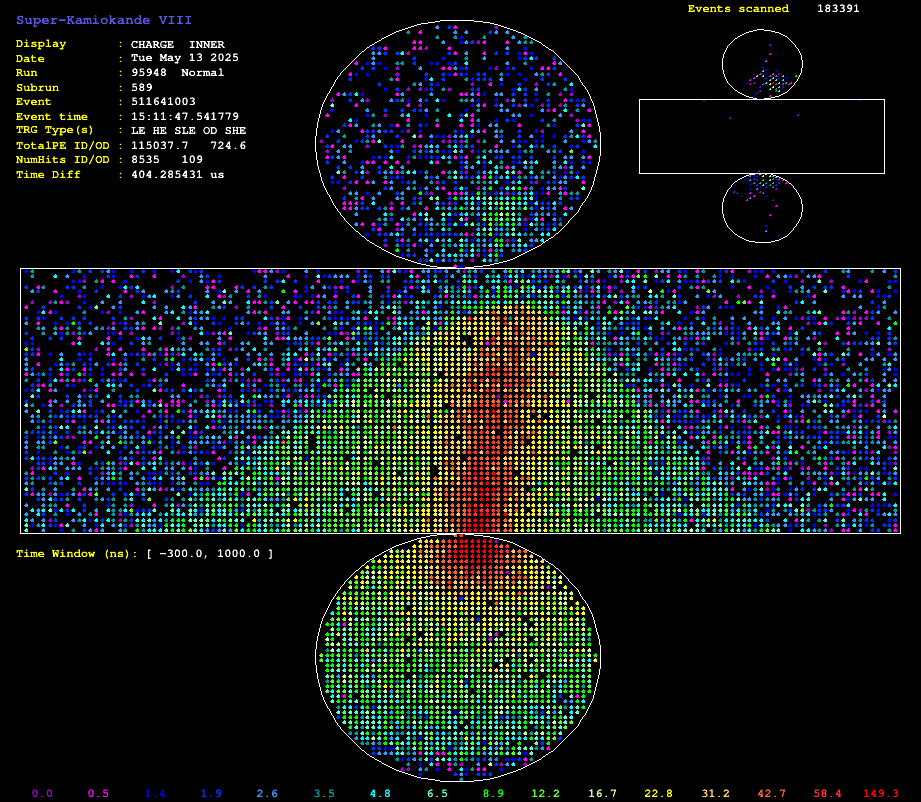 Super-Kamiokande VIII
Events scanned 183391
Display : CHARGE INNER
Date : Tue May 13 2025
Run : 95948 Normal
Subrun : 589
Event : 511641003
Event time : 15:11:47.541779
TRG Type(s) : LE HE SLE OD SHE
TotalPE ID/OD : 115037.7 724.6
NumHits ID/OD : 8535 109
Time Diff : 404.285431 us
Time Window (ns): [ −300.0, 1000.0 ]
0.0 0.5 1.4 1.9 2.6 3.5 4.8 6.5 8.9 12.2 16.7 22.8 31.2 42.7 58.4 149.3